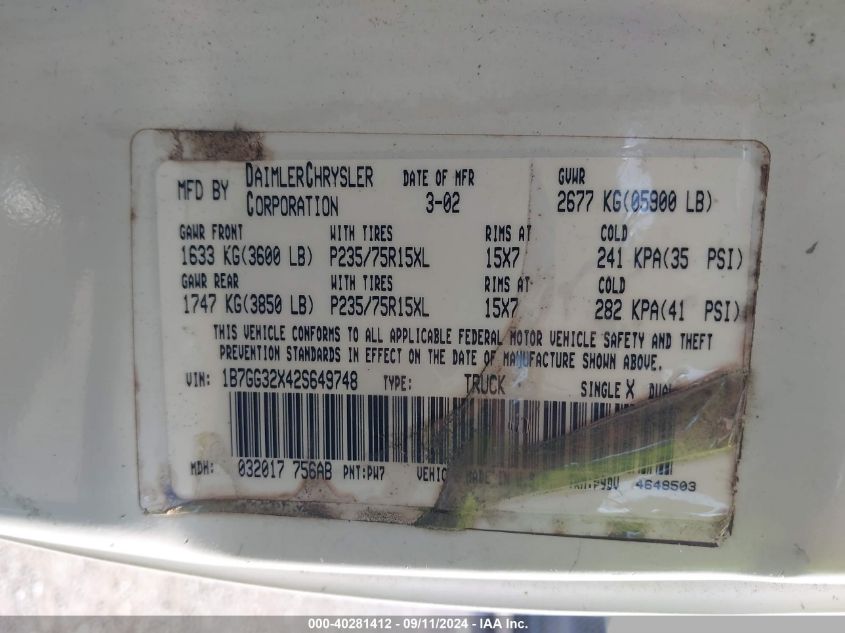 MFD BY DAIMLERCHRYSLER CORPORATION DATE OF MFR 3-02 GVWR 2677 KG(05900 LB)
GAWR FRONT WITH TIRES RIMS AT COLD
1633 KG(3600 LB) P235/75R15XL 15X7 241 KPA(35 PSI)
GAWR REAR WITH TIRES RIMS AT COLD
1747 KG(3850 LB) P235/75R15XL 15X7 282 KPA(41 PSI)
THIS VEHICLE CONFORMS TO ALL APPLICABLE FEDERAL MOTOR VEHICLE SAFETY AND THEFT
PREVENTION STANDARDS IN EFFECT ON THE DATE OF MANUFACTURE SHOWN ABOVE.
VIN: 1B7GG32X42S649748 TYPE: TRUCK SINGLE X
MDH: 032017 756AB PNT:PW7 MADE IN 4648503
000-40281412 - 09/11/2024 - IAA Inc.